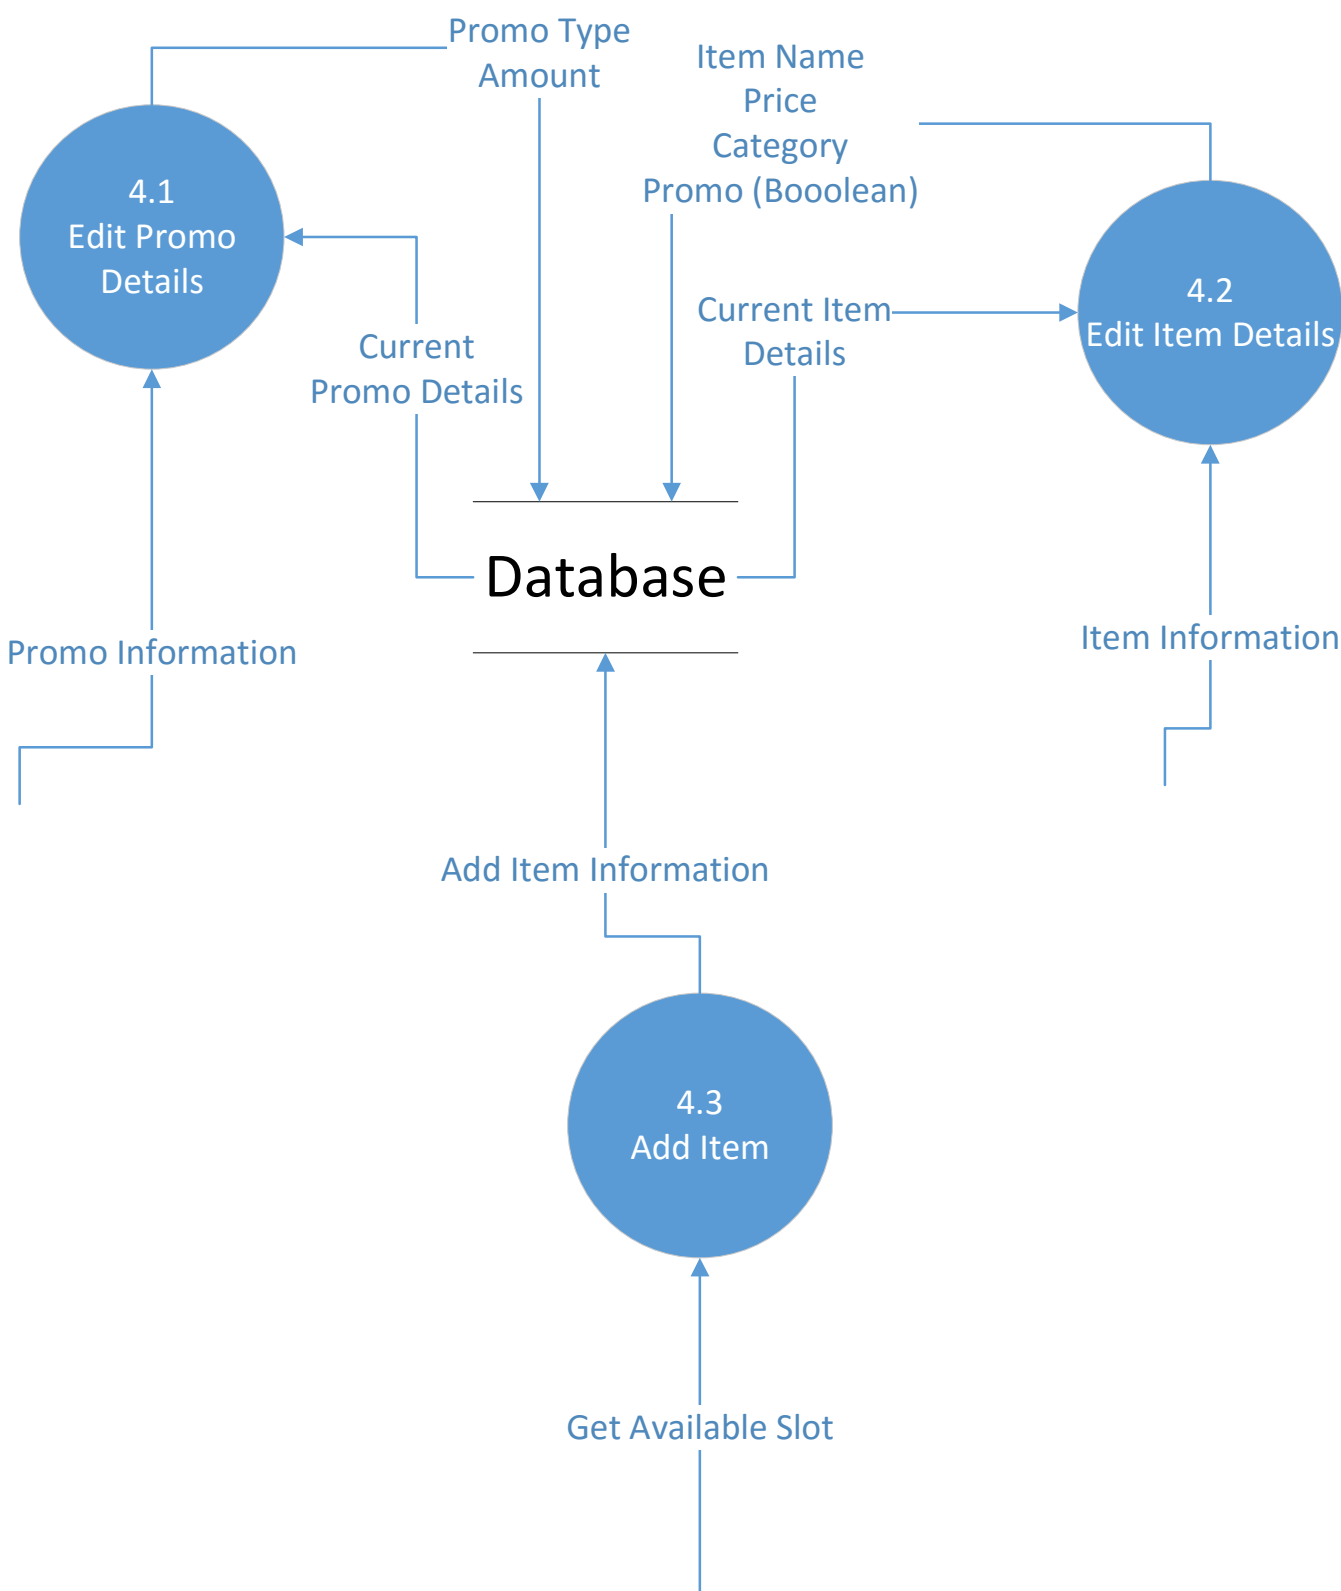 Promo Type
Amount
Item Name
Price
Category
Promo (Booolean)
4.1
Edit Promo
Details
Current Item
Details
4.2
Edit Item Details
Current
Promo Details
Database
Promo Information
Item Information
Add Item Information
4.3
Add Item
Get Available Slot